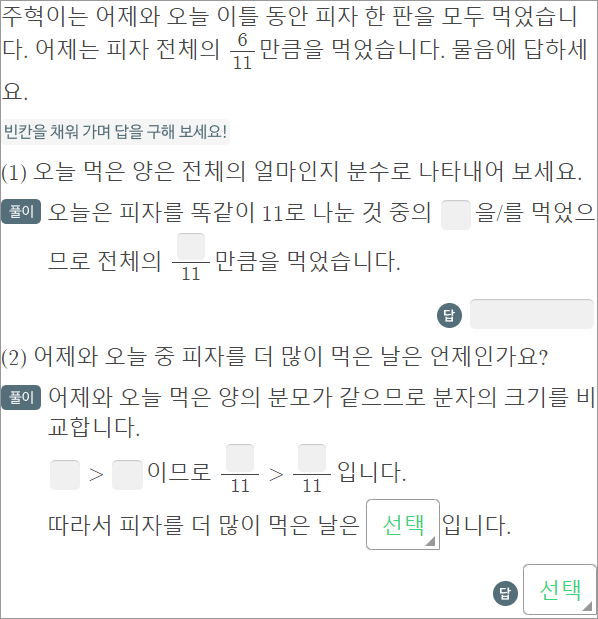 주혁이는 어제와 오늘 이틀 동안 피자 한 판을 모두 먹었습니
다. 어제는 피자 전체의 6/11 만큼을 먹었습니다. 물음에 답하세
요.
빈칸을 채워 가며 답을 구해 보세요!
(1) 오늘 먹은 양은 전체의 얼마인지 분수로 나타내어 보세요.
풀이 오늘은 피자를 똑같이 11로 나눈 것 중의 을/를 먹었으
므로 전체의 /11 만큼을 먹었습니다.
답
(2) 어제와 오늘 중 피자를 더 많이 먹은 날은 언제인가요?
풀이 어제와 오늘 먹은 양의 분모가 같으므로 분자의 크기를 비
교합니다.
> 이므로 /11 > /11 입니다.
따라서 피자를 더 많이 먹은 날은 선택 입니다.
답 선택